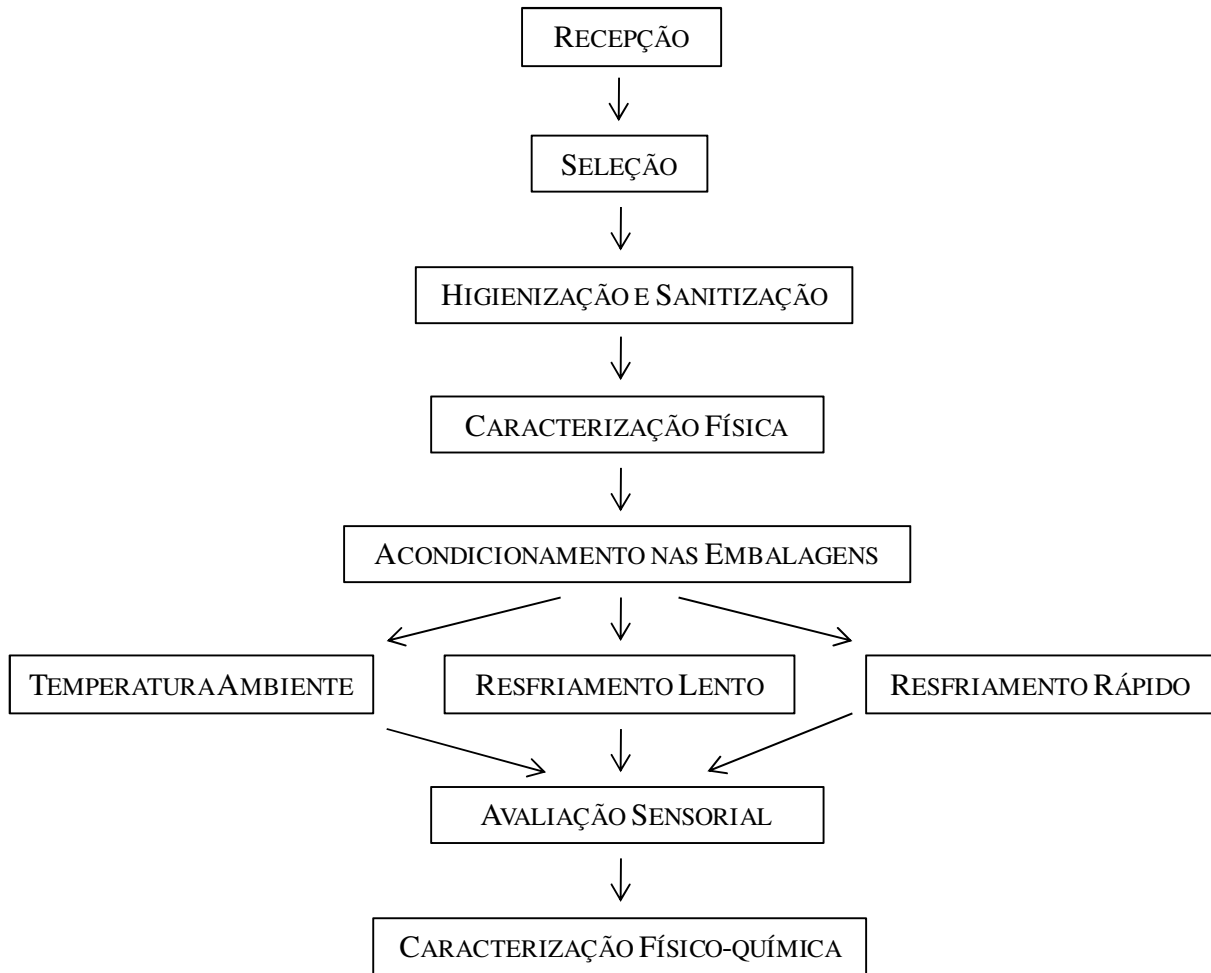 RECEPÇÃO
SELEÇÃO
HIGIENIZAÇÃO E SANITIZAÇÃO
CARACTERIZAÇÃO FÍSICA
ACONDICIONAMENTO NAS EMBALAGENS
TEMPERATURA AMBIENTE
RESFRIAMENTO LENTO
RESFRIAMENTO RÁPIDO
AVALIAÇÃO SENSORIAL
CARACTERIZAÇÃO FÍSICO-QUÍMICA